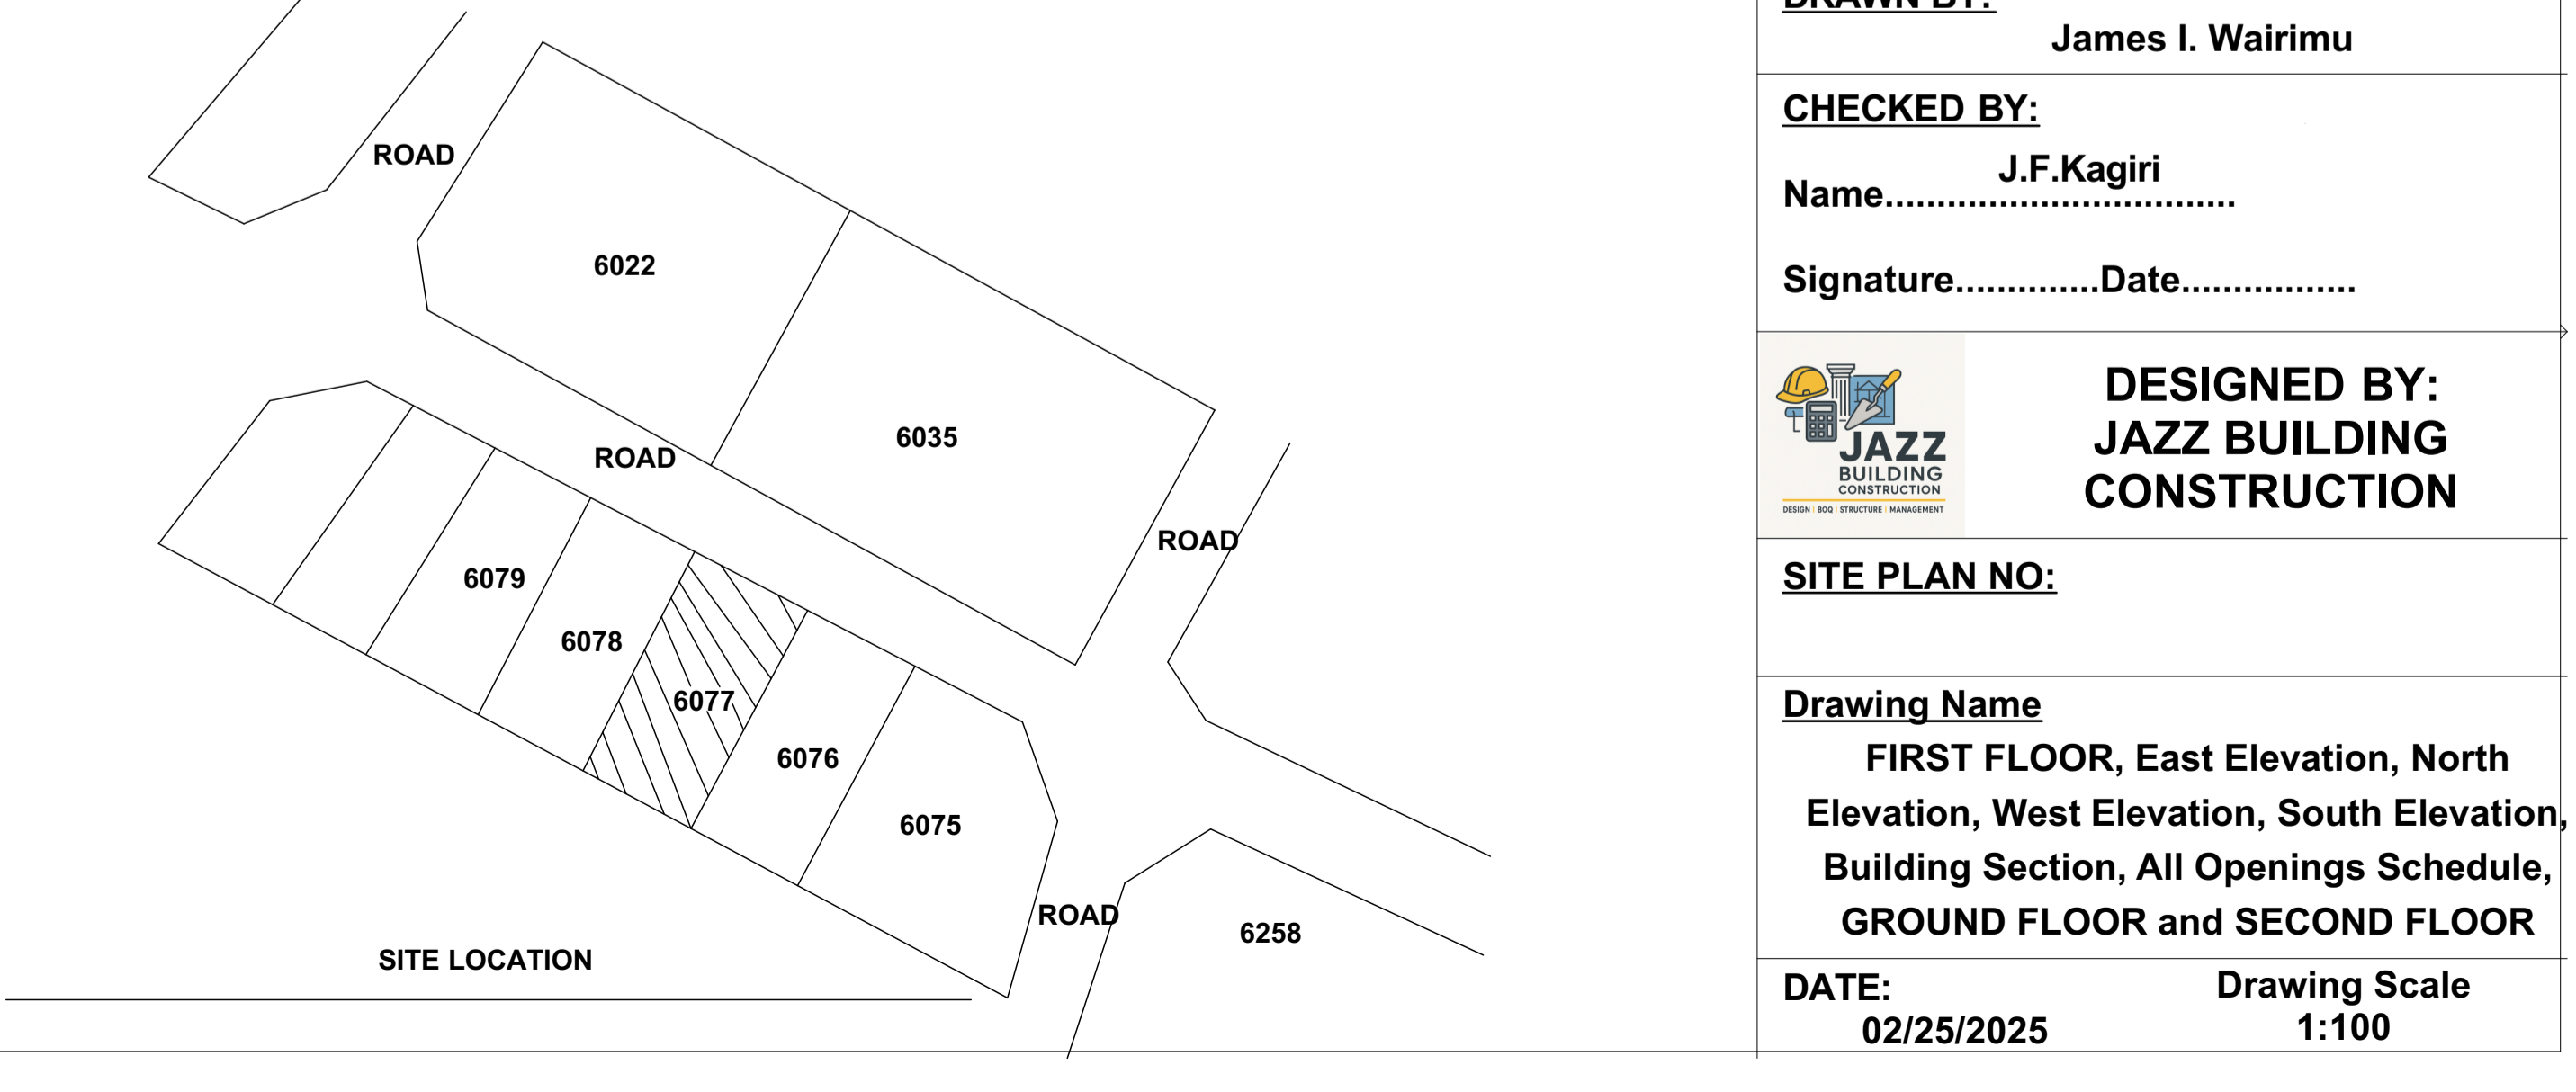 ROAD
6022
6035
ROAD
ROAD
6079
6078
6077
6076
6075
ROAD
6258
SITE LOCATION
DRAWN BY:
James I. Wairimu
CHECKED BY:
J.F.Kagiri
Name..................................
Signature..............Date.................
JAZZ
BUILDING
CONSTRUCTION
DESIGN | BOQ | STRUCTURE | MANAGEMENT
DESIGNED BY:
JAZZ BUILDING
CONSTRUCTION
SITE PLAN NO:
Drawing Name
FIRST FLOOR, East Elevation, North
Elevation, West Elevation, South Elevation,
Building Section, All Openings Schedule,
GROUND FLOOR and SECOND FLOOR
DATE:
02/25/2025
Drawing Scale
1:100